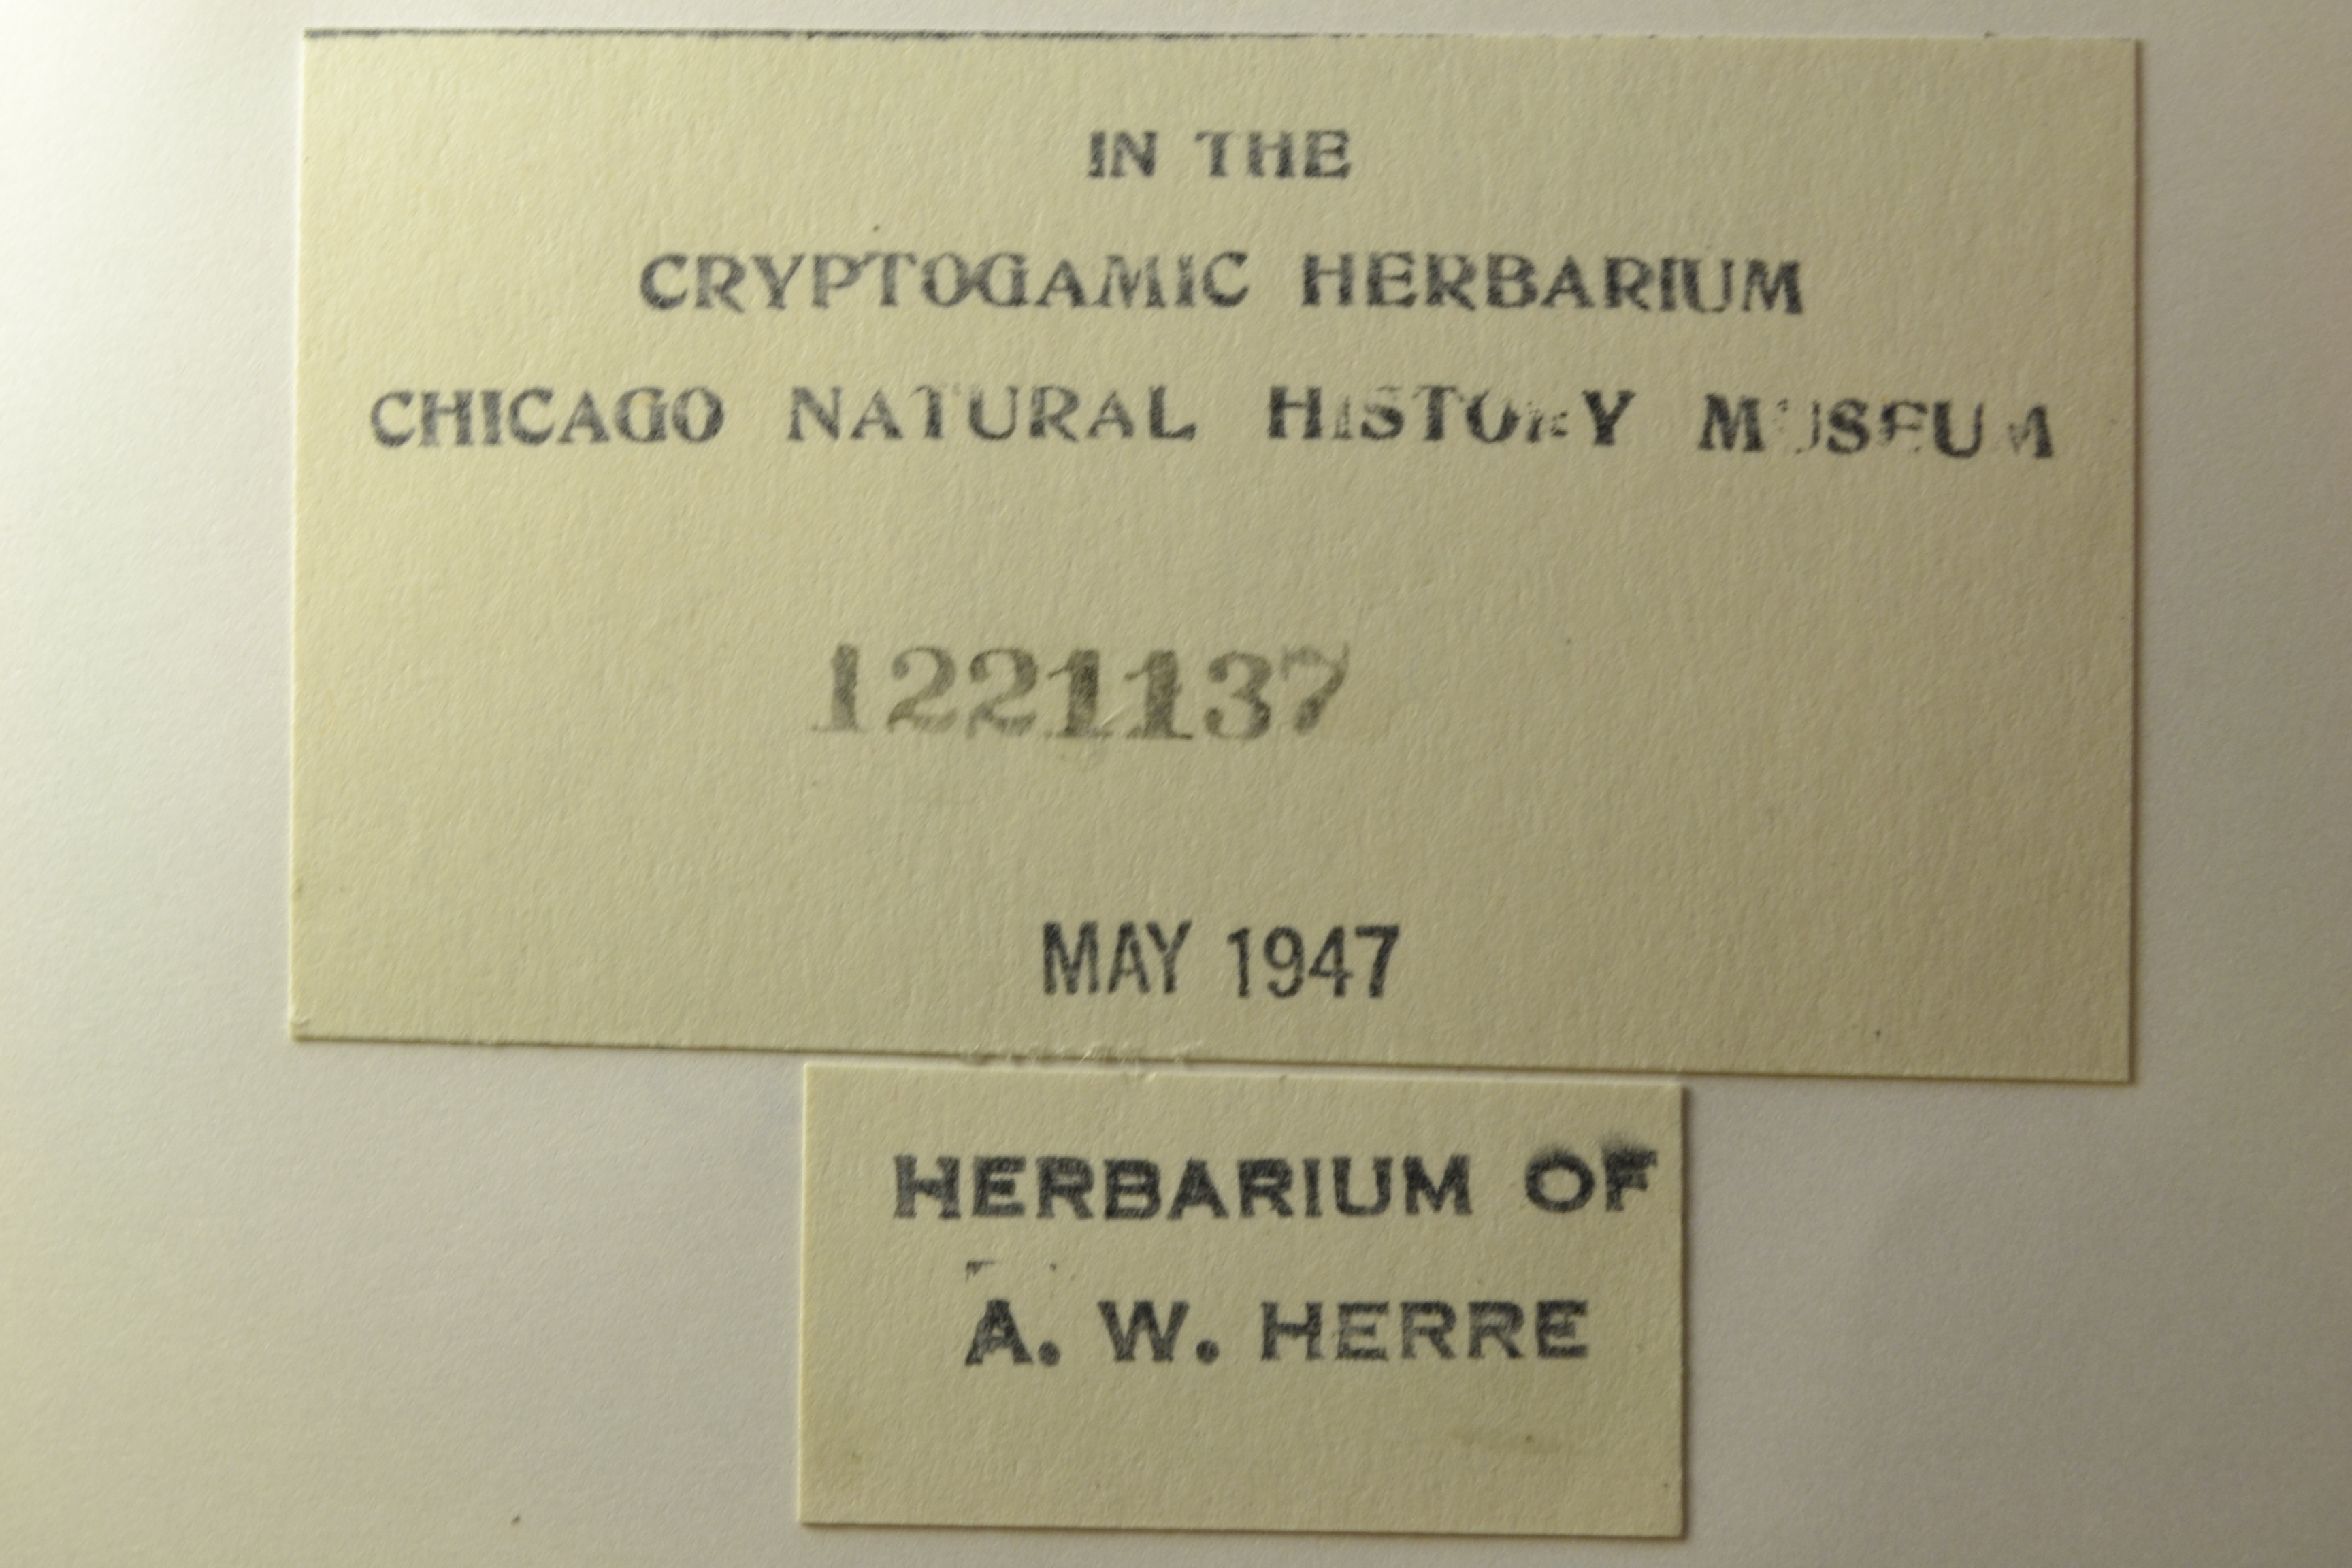 IN THE
CRYPTOGAMIC HERBARIUM
CHICAGO NATURAL HISTORY MUSEUM
1221137
MAY 1947
HERBARIUM OF
A. W. HERRE